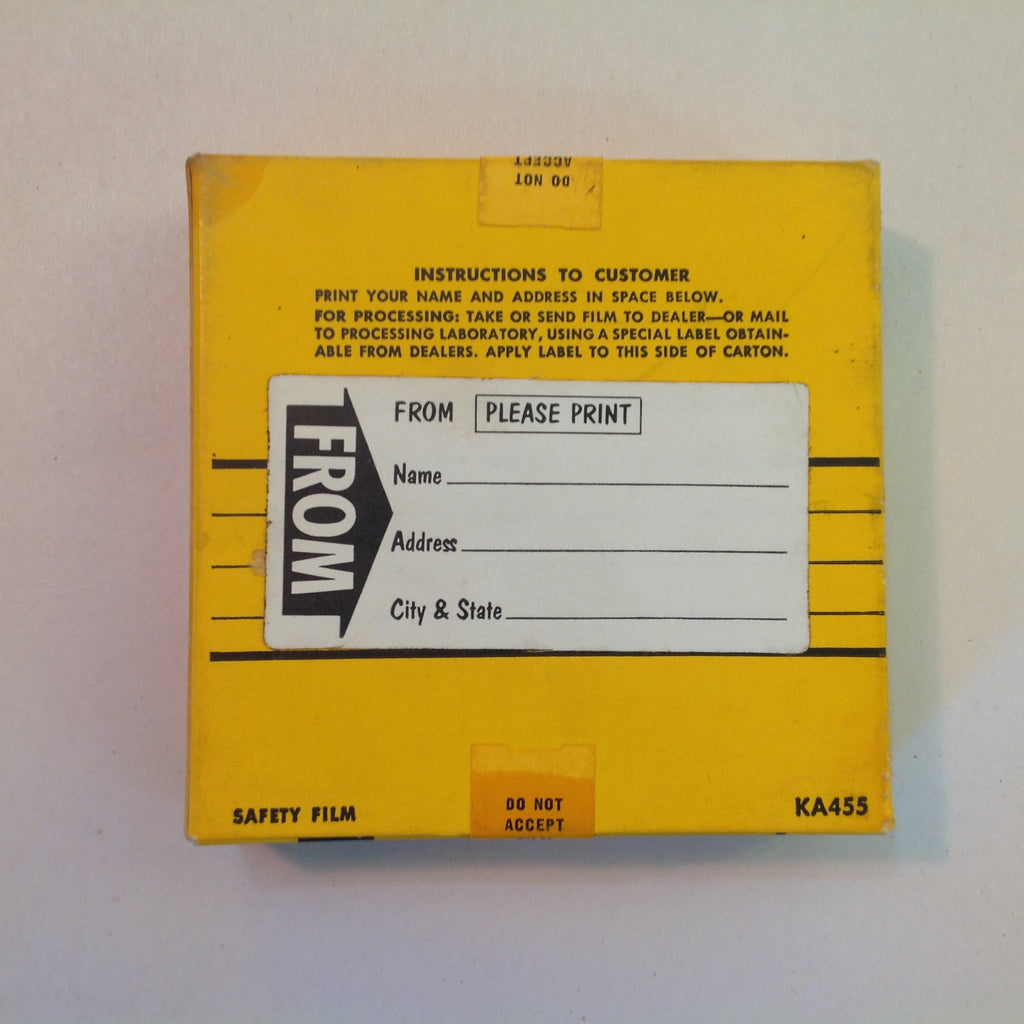 ACCEPT
DO NOT
INSTRUCTIONS TO CUSTOMER
PRINT YOUR NAME AND ADDRESS IN SPACE BELOW.
FOR PROCESSING: TAKE OR SEND FILM TO DEALER—OR MAIL
TO PROCESSING LABORATORY, USING A SPECIAL LABEL OBTAIN-
ABLE FROM DEALERS. APPLY LABEL TO THIS SIDE OF CARTON.
FROM
FROM PLEASE PRINT
Name
Address
City & State
SAFETY FILM
DO NOT
ACCEPT
KA455